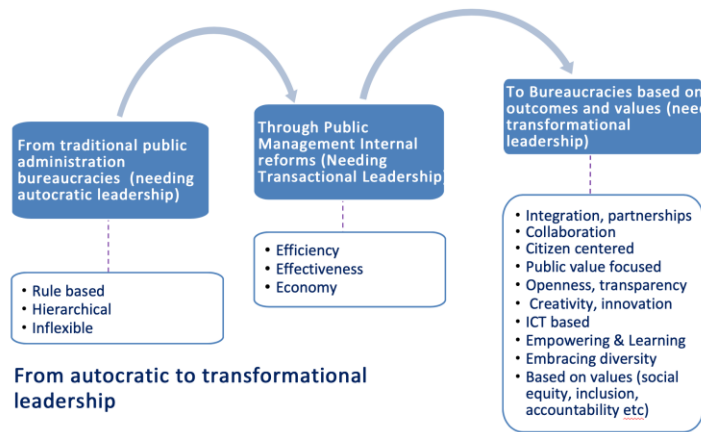 From traditional public
administration
bureaucracies (needing
autocratic leadership)
• Rule based
• Hierarchical
• Inflexible
Through Public
Management Internal
reforms (Needing
Transactional Leadership)
• Efficiency
• Effectiveness
• Economy
To Bureaucracies based on
outcomes and values (need
transformational
leadership)
• Integration, partnerships
• Collaboration
• Citizen centered
• Public value focused
• Openness, transparency
• Creativity, innovation
• ICT based
• Empowering & Learning
• Embracing diversity
• Based on values (social
equity, inclusion,
accountability etc)
From autocratic to transformational
leadership